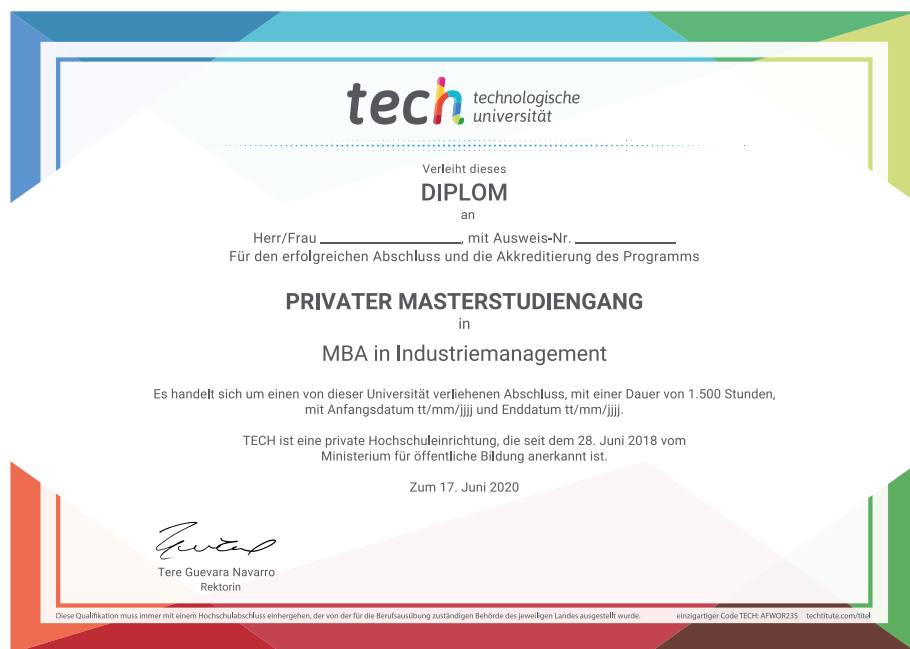 tech technologische
universität
Verleiht dieses
DIPLOM
an
Herr/Frau ____________________, mit Ausweis-Nr. ______________
Für den erfolgreichen Abschluss und die Akkreditierung des Programms
PRIVATER MASTERSTUDIENGANG
in
MBA in Industriemanagement
Es handelt sich um einen von dieser Universität verliehenen Abschluss, mit einer Dauer von 1.500 Stunden,
mit Anfangsdatum tt/mm/jjjj und Enddatum tt/mm/jjjj.
TECH ist eine private Hochschuleinrichtung, die seit dem 28. Juni 2018 vom
Ministerium für öffentliche Bildung anerkannt ist.
Zum 17. Juni 2020
Tere Guevara Navarro
Rektorin
Diese Qualifikation muss immer mit einem Hochschulabschluss einhergehen, der von der für die Berufsausübung zuständigen Behörde des jeweiligen Landes ausgestellt wurde. einzigartiger Code TECH: AFWOR23S techtitute.com/titel